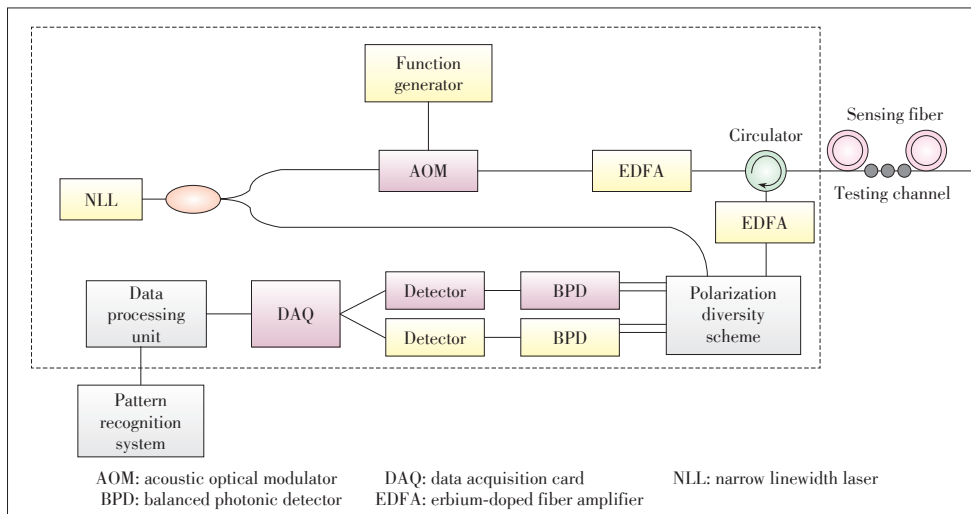 Function
generator
Sensing fiber
Circulator
AOM
EDFA
NLL
Testing channel
EDFA
Data
processing
unit
DAQ
Detector
BPD
Polarization
diversity
scheme
Detector
BPD
Pattern
recognition
system
AOM: acoustic optical modulator
DAQ: data acquisition card
NLL: narrow linewidth laser
BPD: balanced photonic detector
EDFA: erbium-doped fiber amplifier